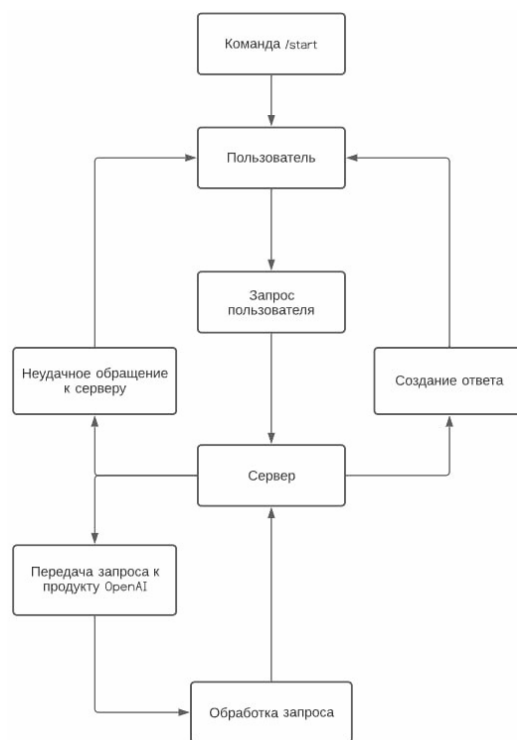 Команда /start
Пользователь
Запрос
пользователя
Неудачное обращение
к серверу
Создание ответа
Сервер
Передача запроса к
продукту OpenAI
Обработка запроса